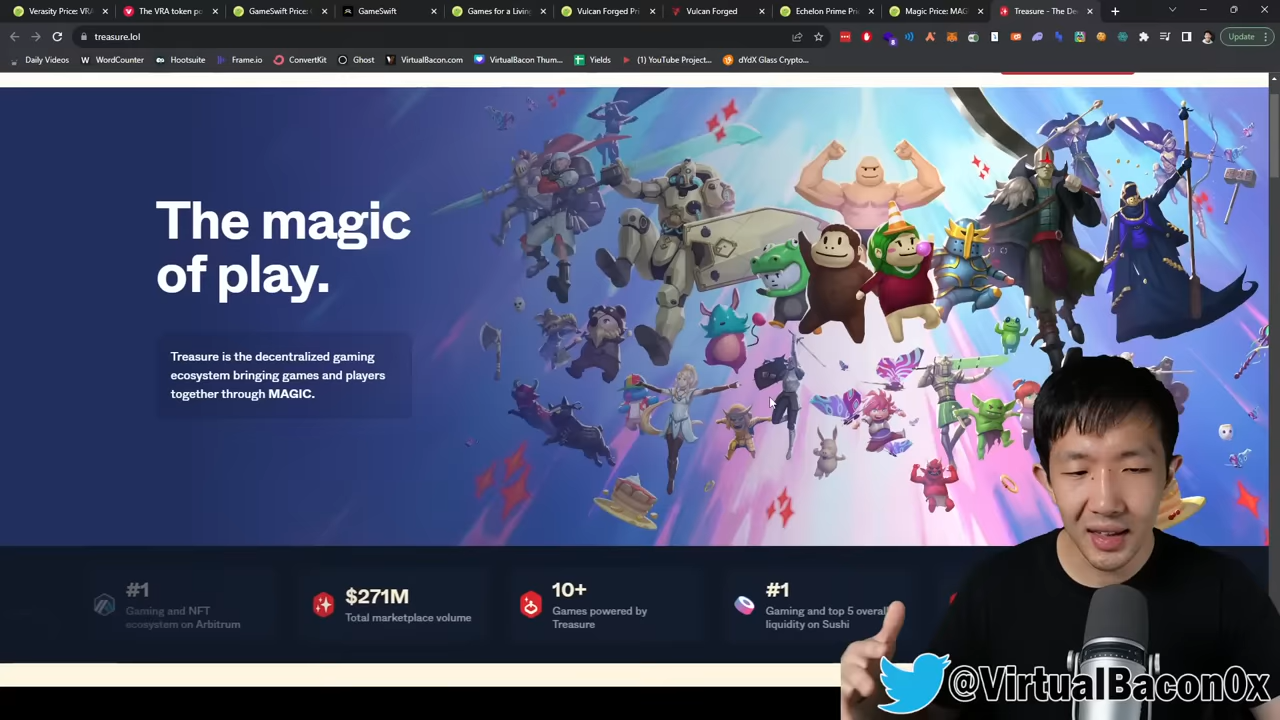 Verasity Price: VRA
The VRA token po
GameSwift Price: 
GameSwift
Games for a Living
Vulcan Forged Pri
Vulcan Forged
Echelon Prime Pric
Magic Price: MAG
Treasure - The De
treasure.lol
Update
Daily Videos
WordCounter
Hootsuite
Frame.io
ConvertKit
Ghost
VirtualBacon.com
VirtualBacon Thum...
Yields
(1) YouTube Project...
dYdX Glass Crypto...
The magic
of play.
Treasure is the decentralized gaming
ecosystem bringing games and players
together through MAGIC.
#1
Gaming and NFT
ecosystem on Arbitrum
$271M
Total marketplace volume
10+
Games powered by
Treasure
#1
Gaming and top 5 overall
liquidity on Sushi
@VirtualBacon0x